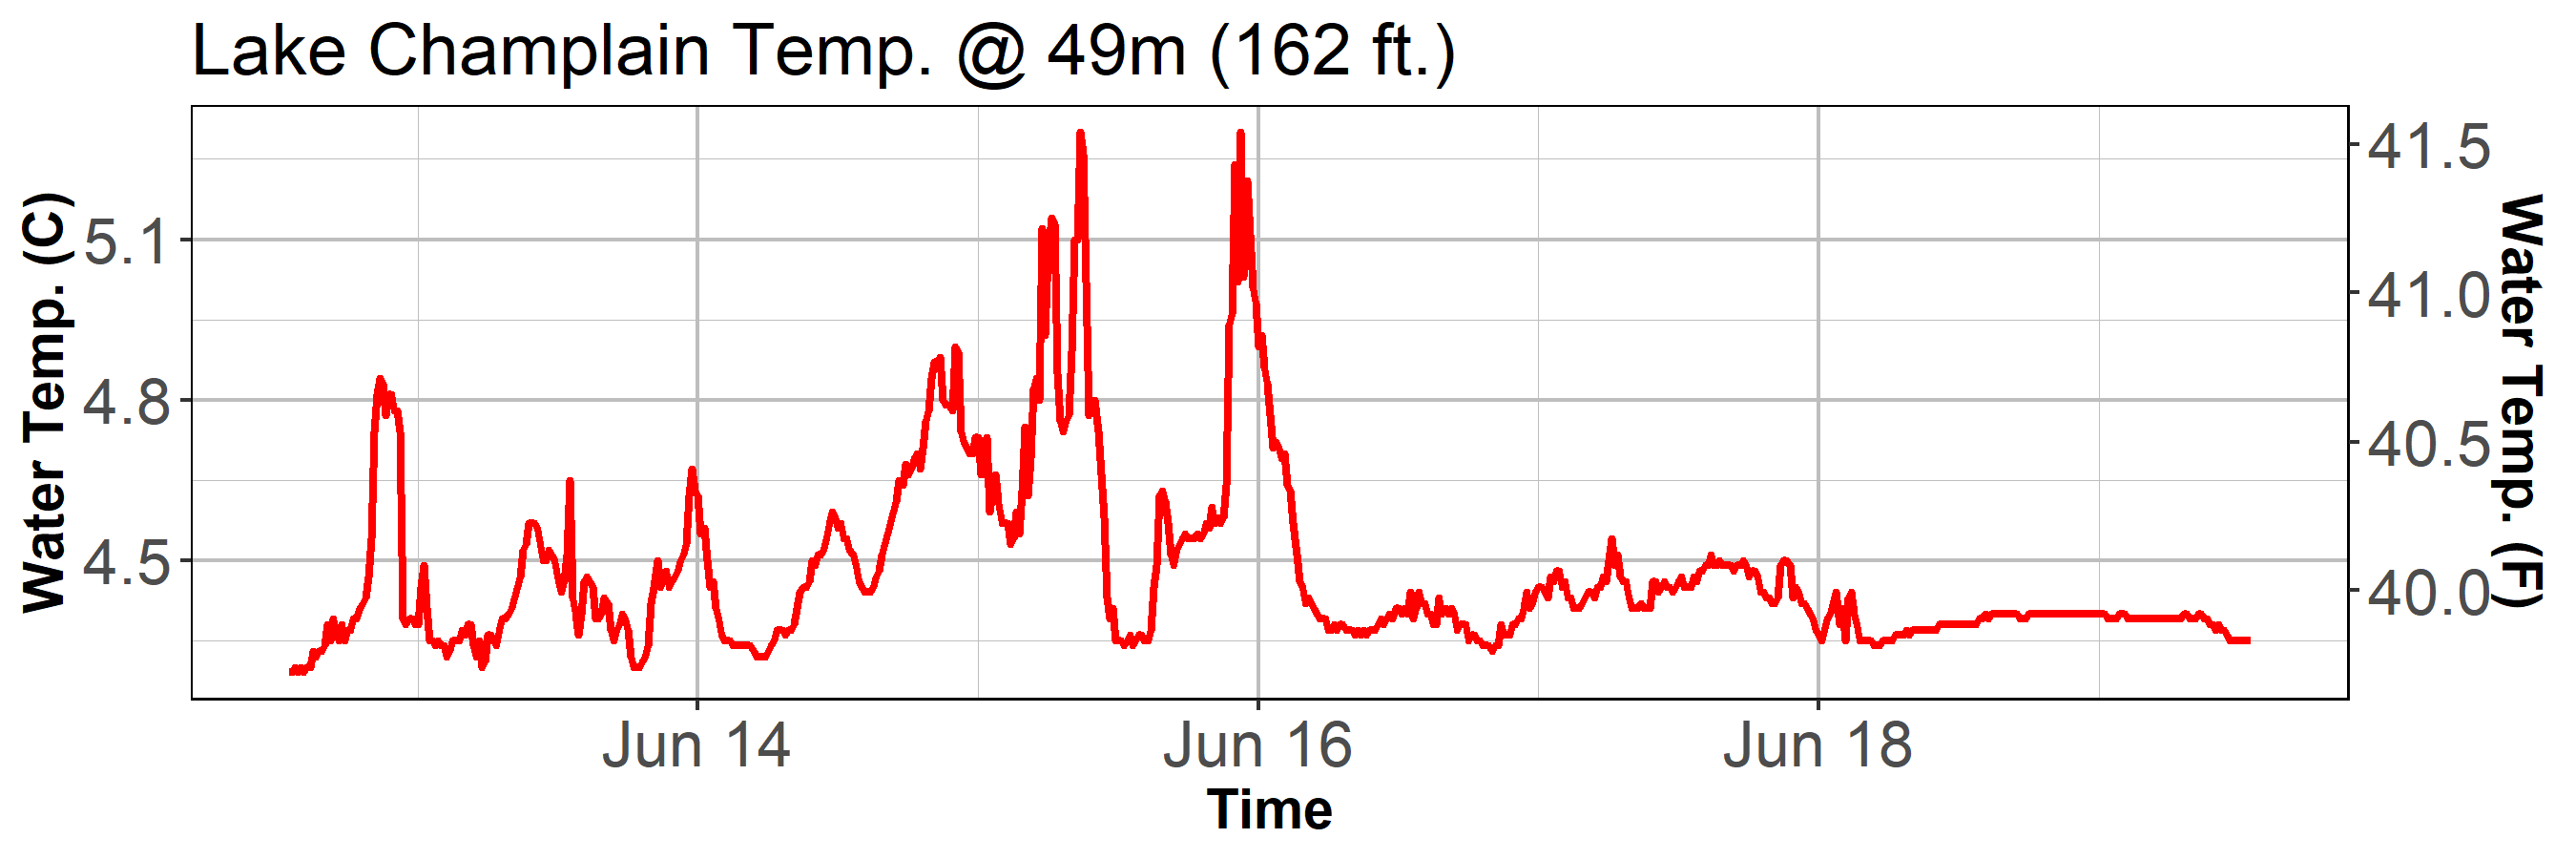 Lake Champlain Temp. @ 49m (162 ft.)
Water Temp. (C)
5.1
4.8
4.5
41.5
41.0
40.5
40.0
Water Temp. (F)
Jun 14
Jun 16
Jun 18
Time